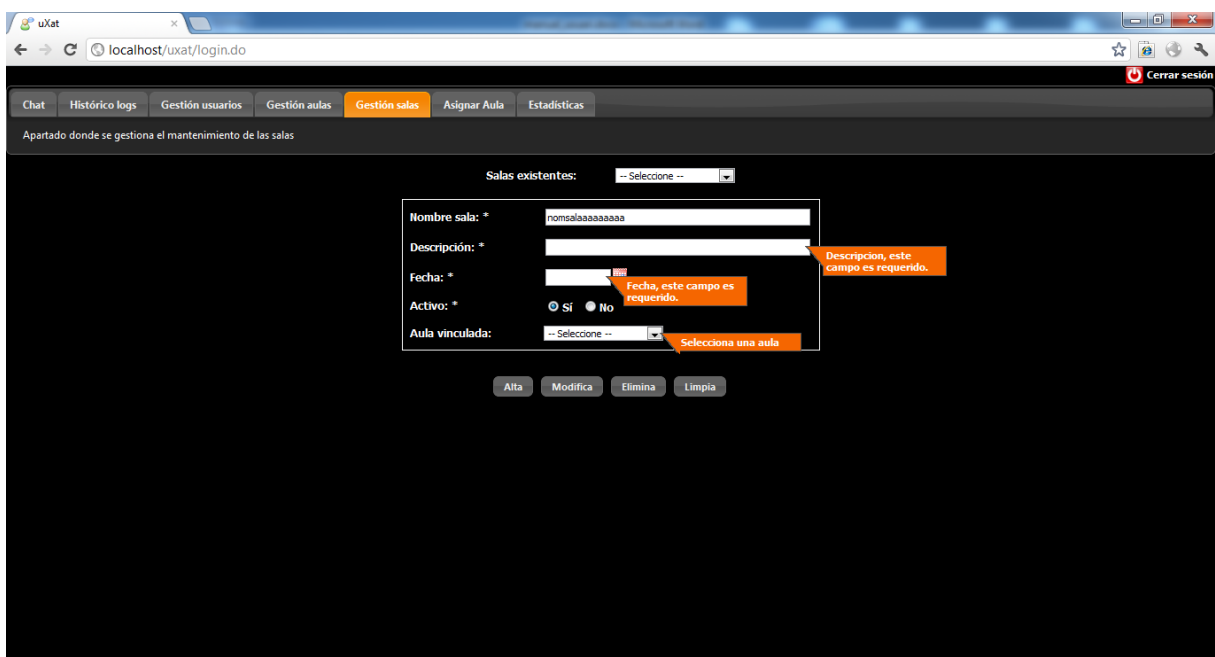 uXat
localhost/uxat/login.do
Cerrar sesión
Chat Histórico logs Gestión usuarios Gestión aulas Gestión salas Asignar Aula Estadísticas
Apartado donde se gestiona el mantenimiento de las salas
Salas existentes: -- Seleccione --
Nombre sala: * nomsalaaaaaaaaa
Descripción: *
Descripcion, este
campo es requerido.
Fecha: *
Fecha, este campo es
requerido.
Activo: * Sí No
Aula vinculada: -- Seleccione --
Selecciona una aula
Alta Modifica Elimina Limpia